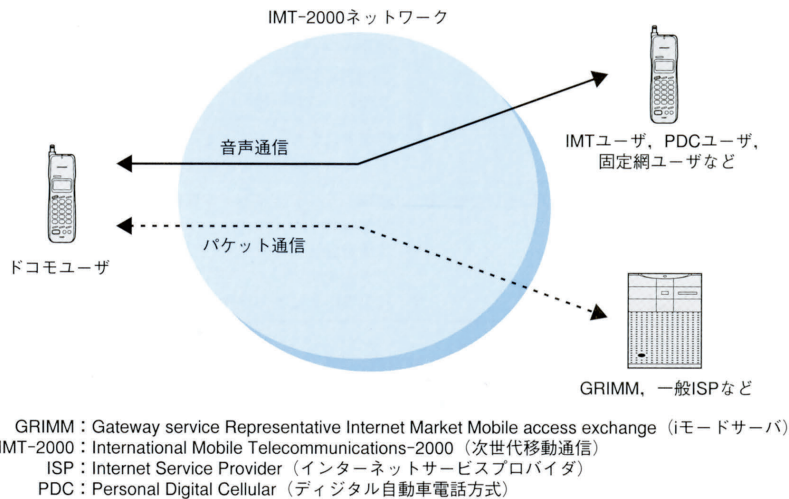 IMT-2000ネットワーク
音声通信
IMTユーザ，PDCユーザ，
固定網ユーザなど
パケット通信
ドコモユーザ
GRIMM，一般ISPなど
GRIMM：Gateway service Representative Internet Market Mobile access exchange（iモードサーバ）
IMT-2000：International Mobile Telecommunications-2000（次世代移動通信）
ISP：Internet Service Provider（インターネットサービスプロバイダ）
PDC：Personal Digital Cellular（ディジタル自動車電話方式）